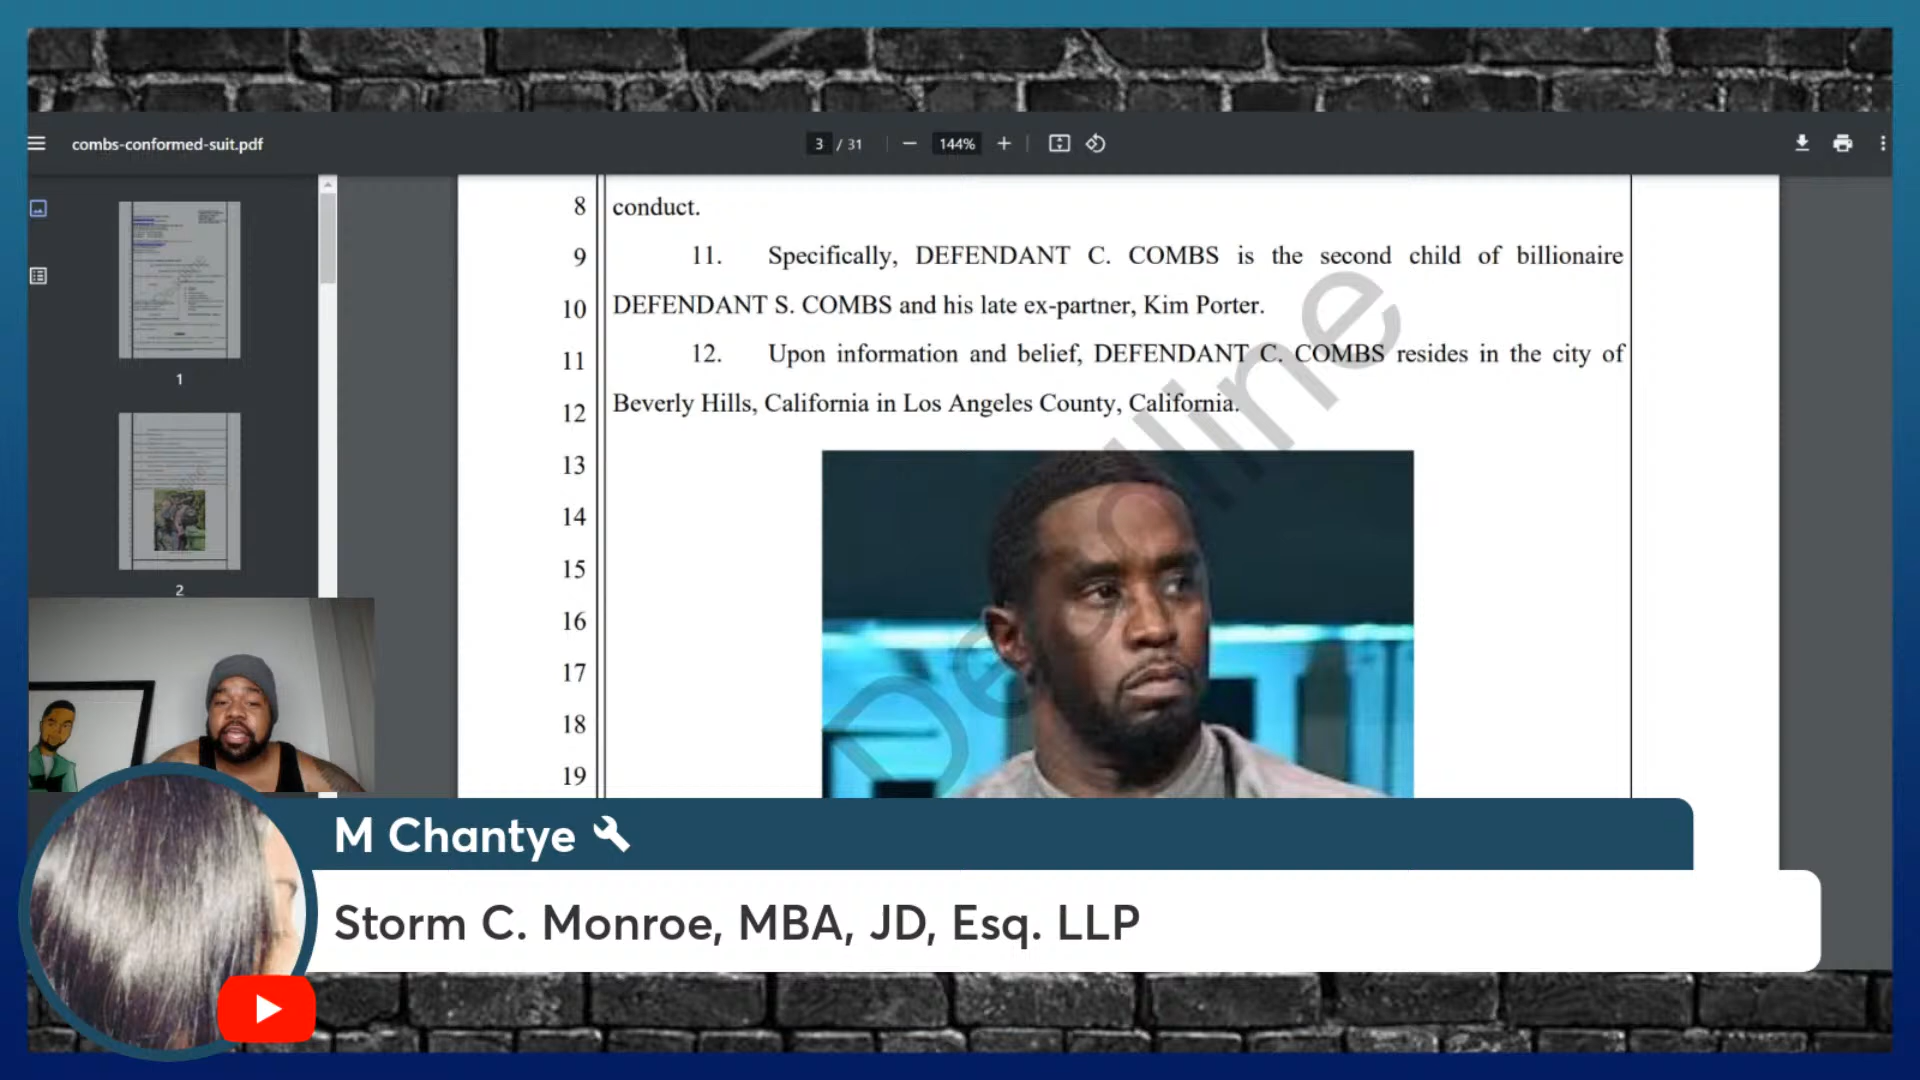 combs-conformed-suit.pdf
3 / 31
144%
8 conduct.
9 11. Specifically, DEFENDANT C. COMBS is the second child of billionaire
10 DEFENDANT S. COMBS and his late ex-partner, Kim Porter.
11 12. Upon information and belief, DEFENDANT C. COMBS resides in the city of
12 Beverly Hills, California in Los Angeles County, California.
13
14
15
16
17
18
19
Deadline
1
2
M Chantye
Storm C. Monroe, MBA, JD, Esq. LLP